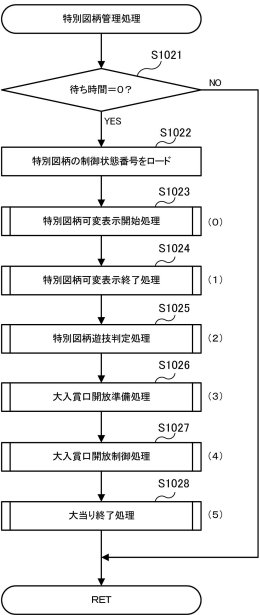 特別図柄管理処理
S1021
待ち時間=0?
NO
YES
S1022
特別図柄の制御状態番号をロード
S1023
特別図柄可変表示開始処理 (0)
S1024
特別図柄可変表示終了処理 (1)
S1025
特別図柄遊技判定処理 (2)
S1026
大入賞口開放準備処理 (3)
S1027
大入賞口開放制御処理 (4)
S1028
大当り終了処理 (5)
RET